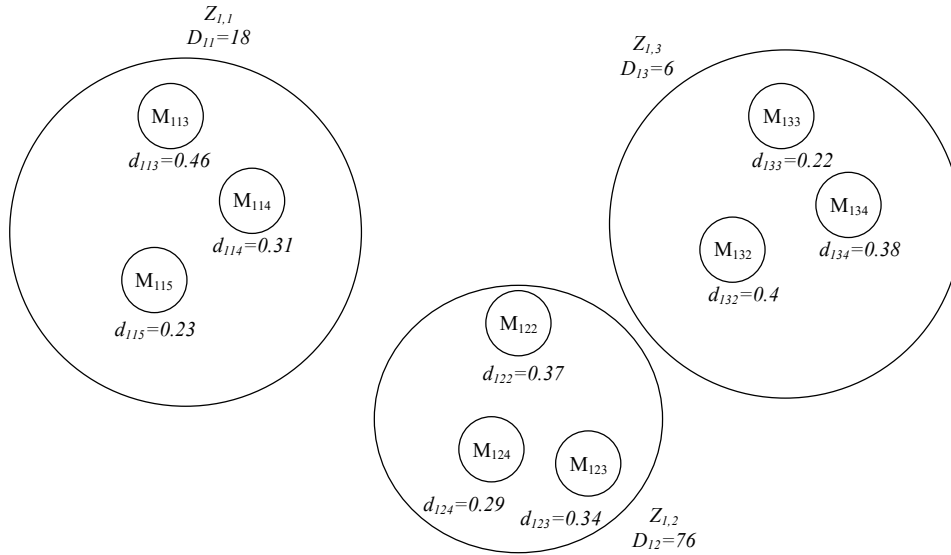 Z1,1
D11=18
M113
d113=0.46
M114
d114=0.31
M115
d115=0.23
Z1,3
D13=6
M133
d133=0.22
M134
d134=0.38
M132
d132=0.4
M122
d122=0.37
M124
d124=0.29
M123
d123=0.34
Z1,2
D12=76